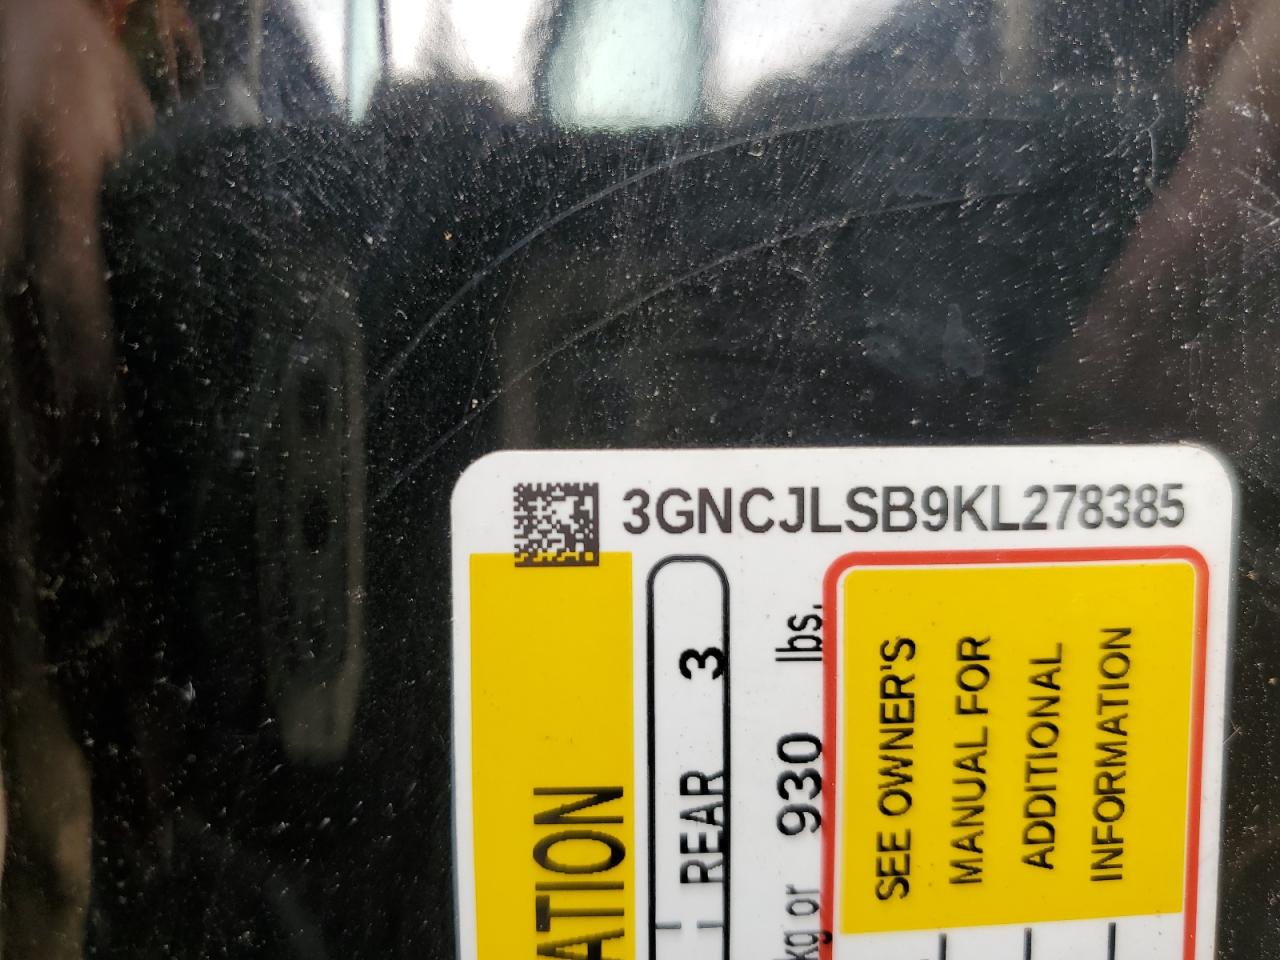 3GNCJLSB9KL278385
ATION
REAR 3
kg or 930 lbs.
SEE OWNER'S
MANUAL FOR
ADDITIONAL
INFORMATION